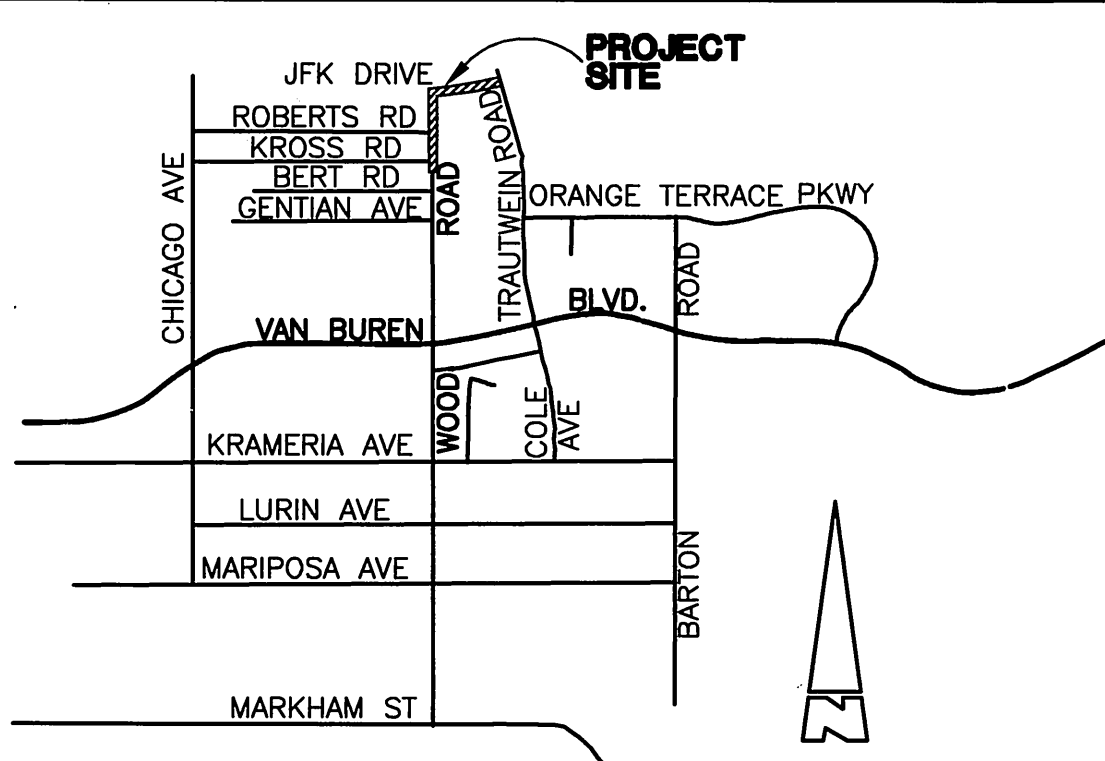 PROJECT
SITE
JFK DRIVE
ROBERTS RD
KROSS RD
BERT RD
GENTIAN AVE
CHICAGO AVE
WOOD ROAD
TRAUTWEIN ROAD
ORANGE TERRACE PKWY
VAN BUREN BLVD.
BARTON ROAD
COLE
AVE
KRAMERIA AVE
LURIN AVE
MARIPOSA AVE
MARKHAM ST
N